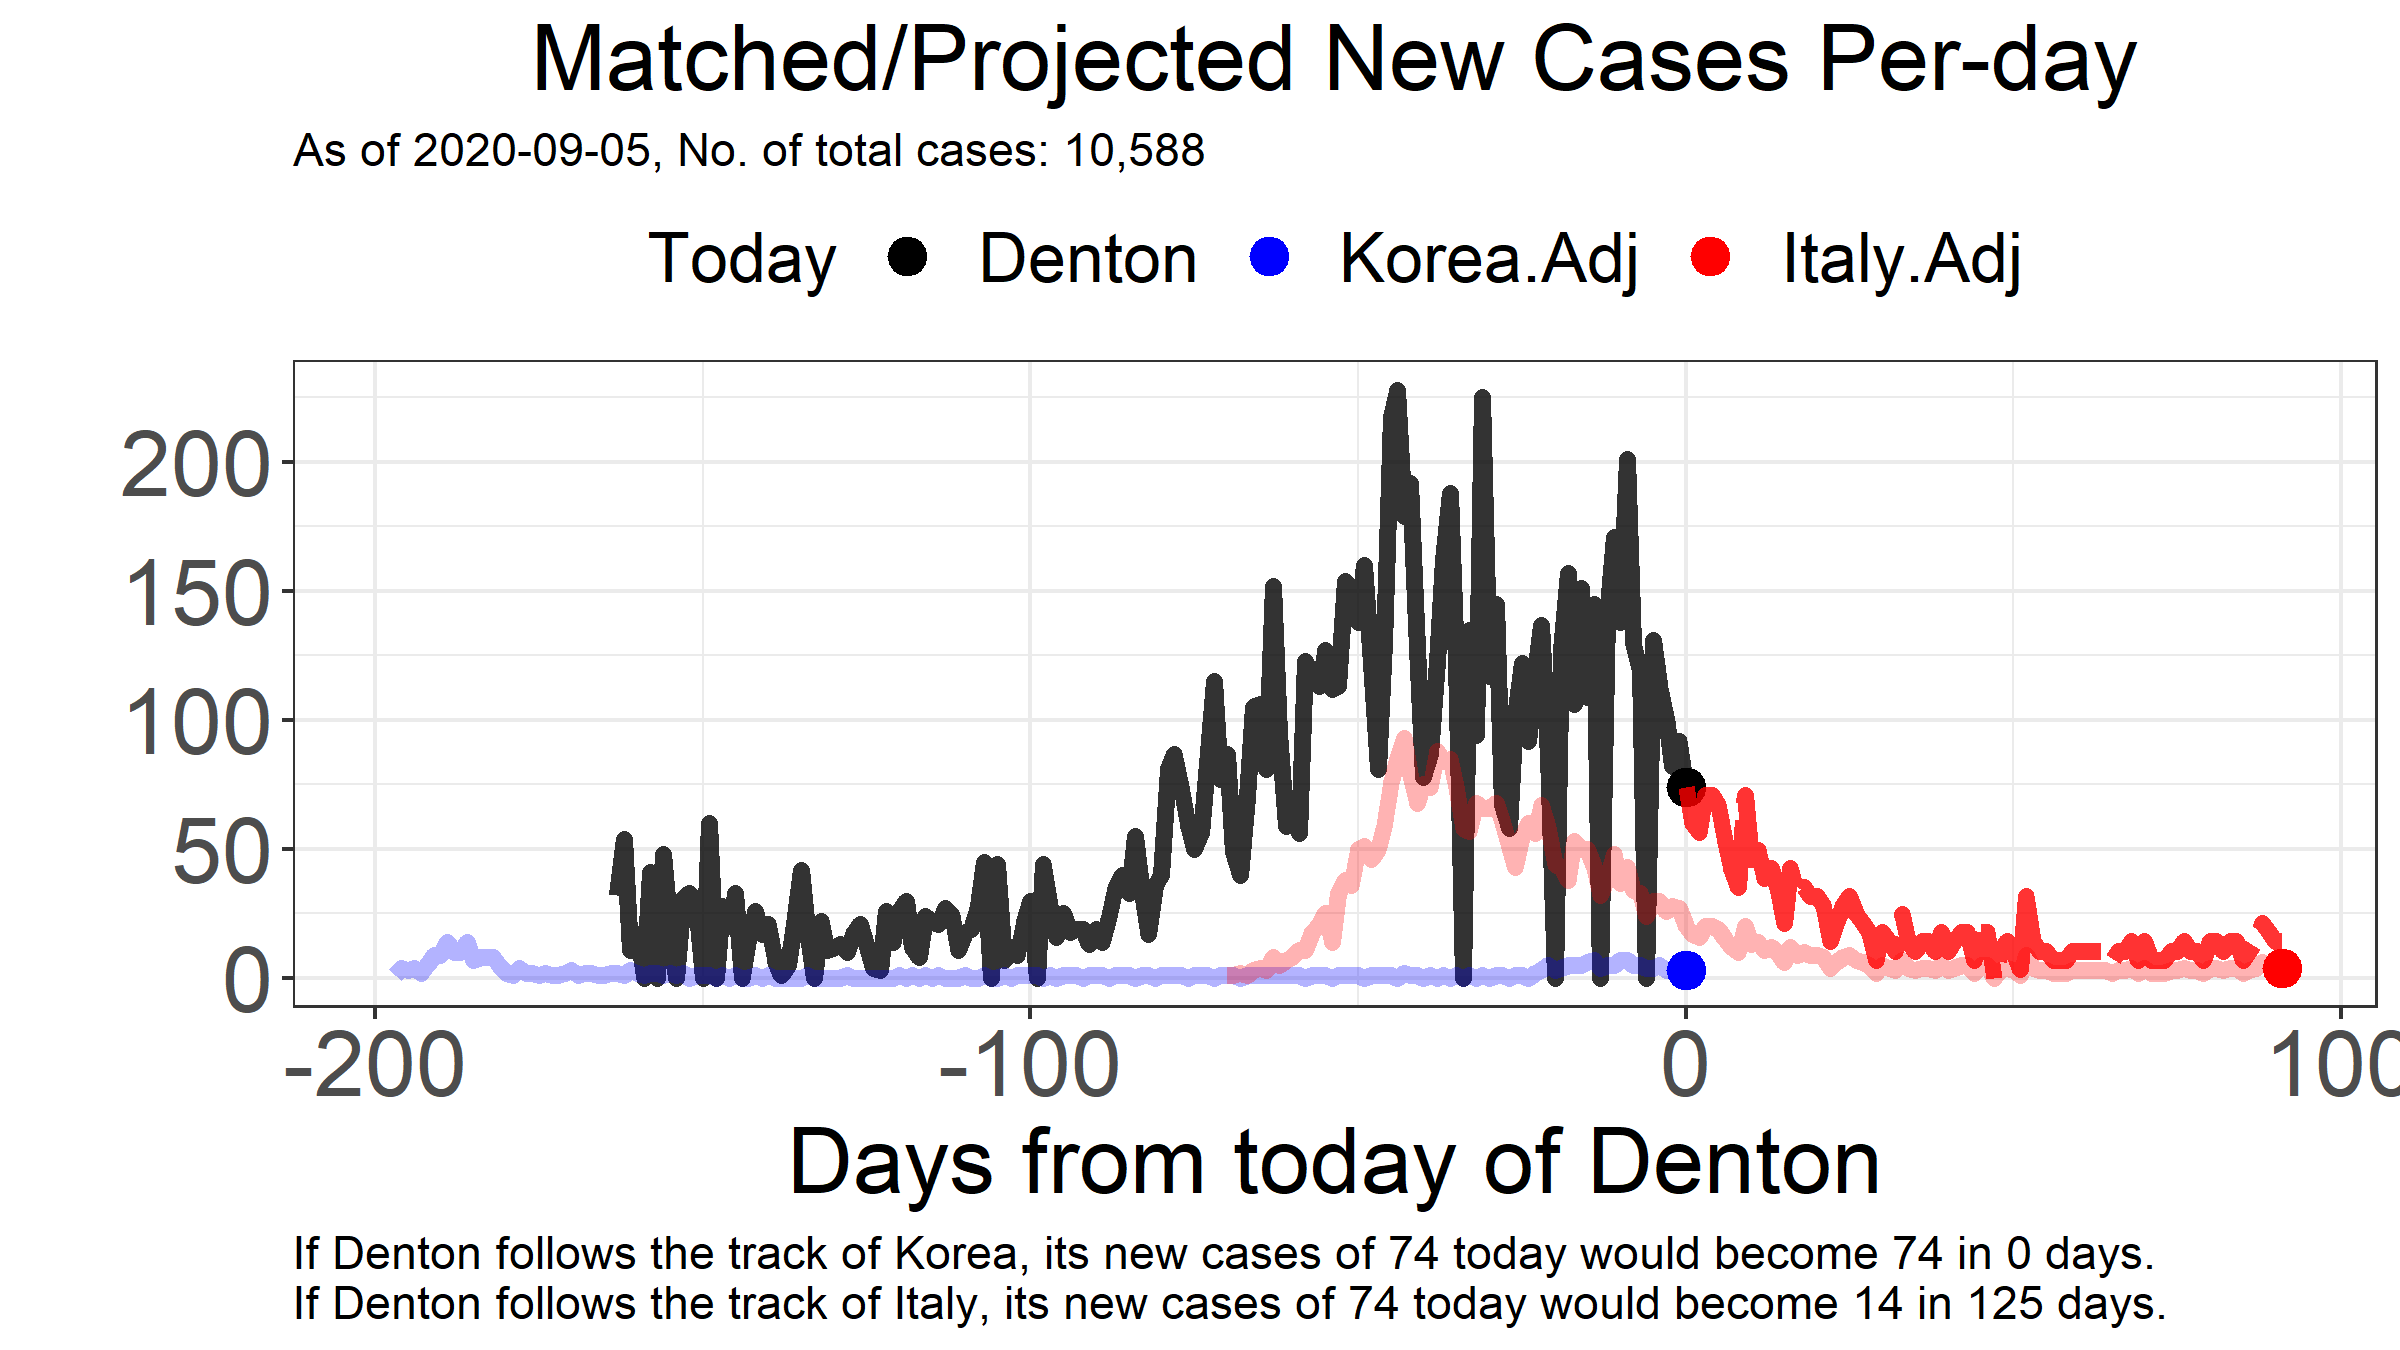 Matched/Projected New Cases Per-day
As of 2020-09-05, No. of total cases: 10,588
Today Denton Korea.Adj Italy.Adj
200
150
100
50
0
-200 -100 0 100
Days from today of Denton
If Denton follows the track of Korea, its new cases of 74 today would become 74 in 0 days.
If Denton follows the track of Italy, its new cases of 74 today would become 14 in 125 days.